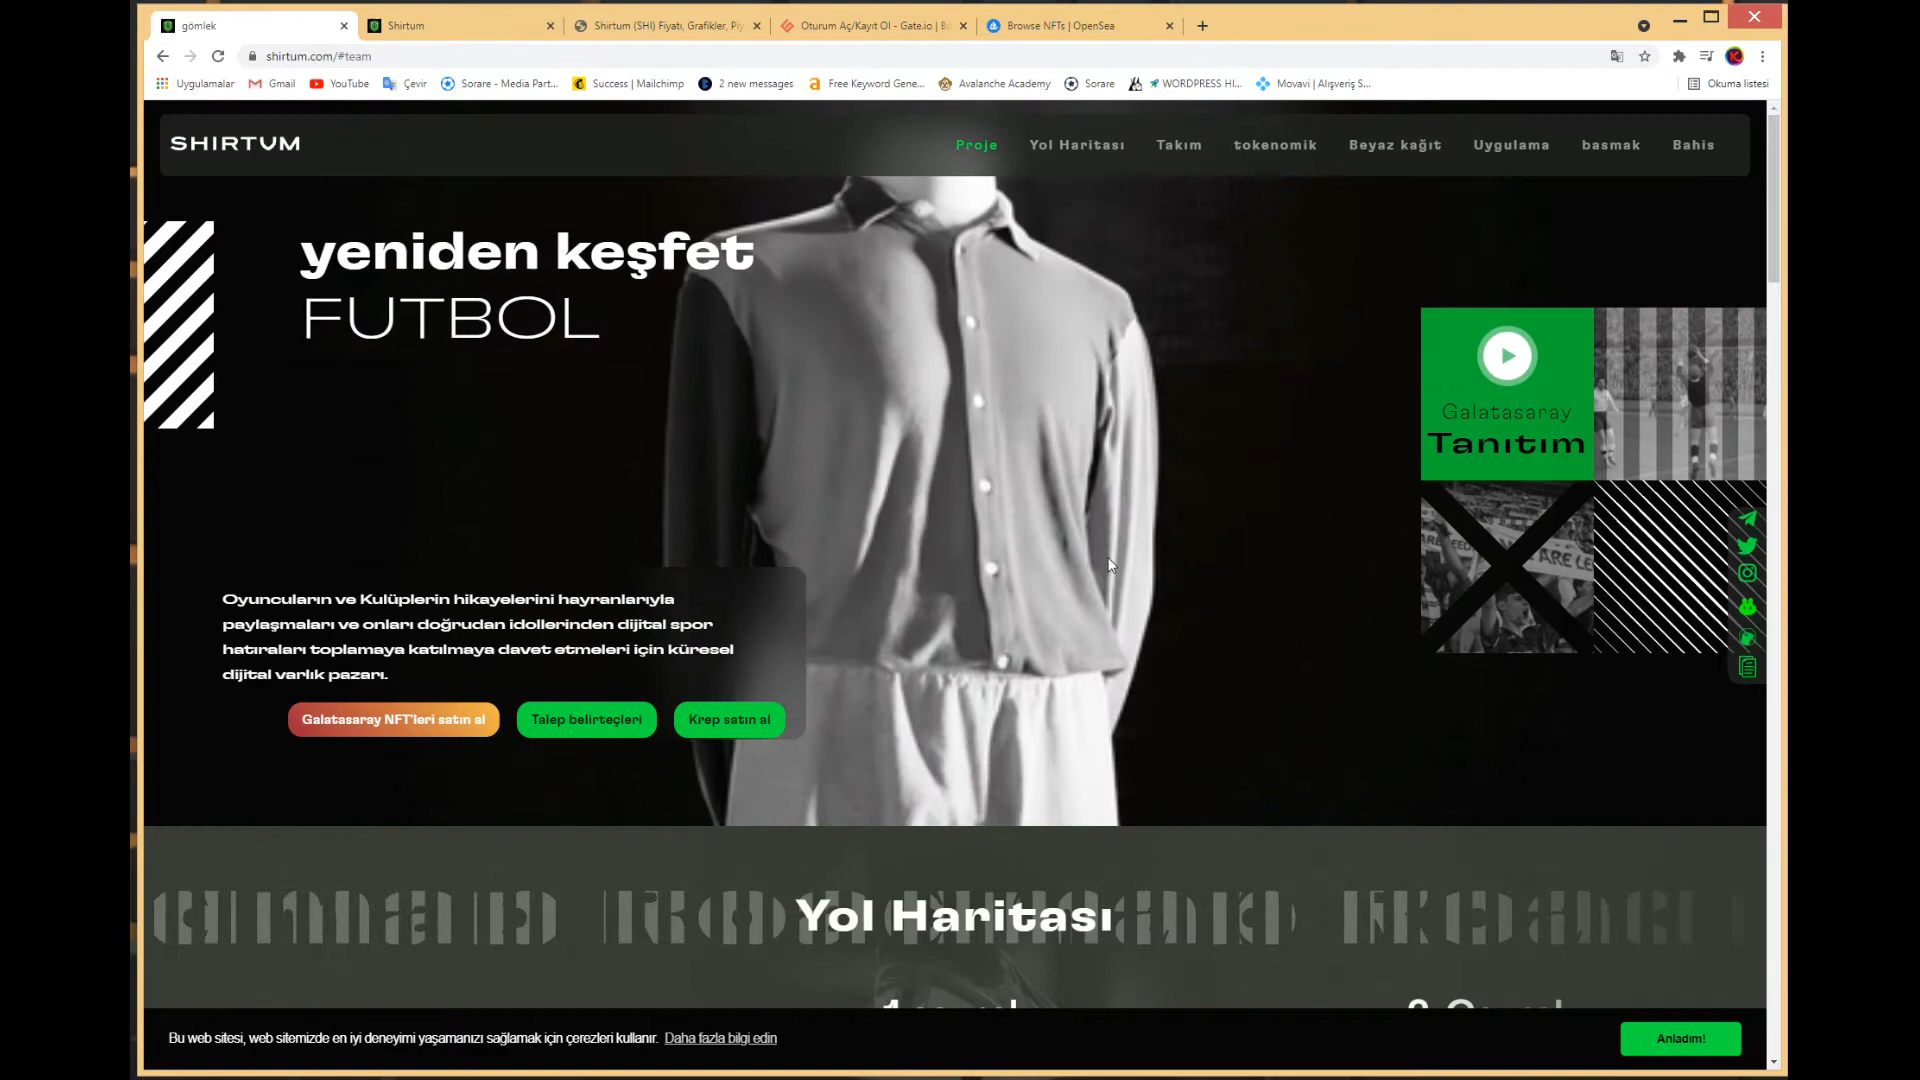 gömlek
Shirtum
Shirtum (SHI) Fiyatı, Grafikler, Piy
Oturum Aç/Kayıt Ol - Gate.io | B
Browse NFTs | OpenSea
shirtum.com/#team
Uygulamalar
Gmail
YouTube
Çevir
Sorare - Media Part...
Success | Mailchimp
2 new messages
Free Keyword Gene...
Avalanche Academy
Sorare
WORDPRESS HI...
Movavi | Alışveriş S...
Okuma listesi
SHIRTUM
Proje
Yol Haritası
Takım
tokenomik
Beyaz kağıt
Uygulama
basmak
Bahis
yeniden keşfet
FUTBOL
Galatasaray
Tanıtım
Oyuncuların ve Kulüplerin hikayelerini hayranlarıyla
paylaşmaları ve onları doğrudan idollerinden dijital spor
hatıraları toplamaya katılmaya davet etmeleri için küresel
dijital varlık pazarı.
Galatasaray NFT'leri satın al
Talep belirteçleri
Krep satın al
Yol Haritası
Bu web sitesi, web sitemizde en iyi deneyimi yaşamanızı sağlamak için çerezleri kullanır. Daha fazla bilgi edin
Anladım!